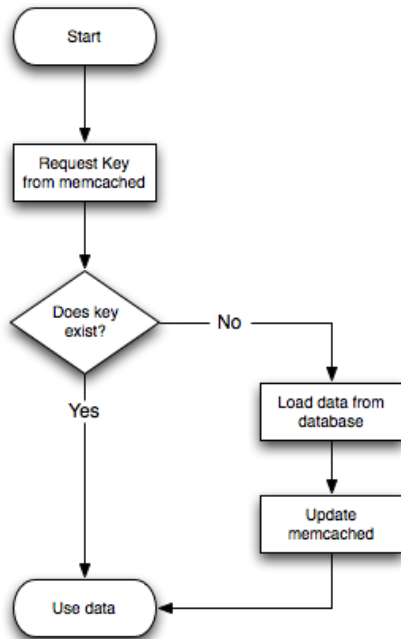 Start
Request Key
from memcached
Does key
exist?
No
Yes
Load data from
database
Update
memcached
Use data